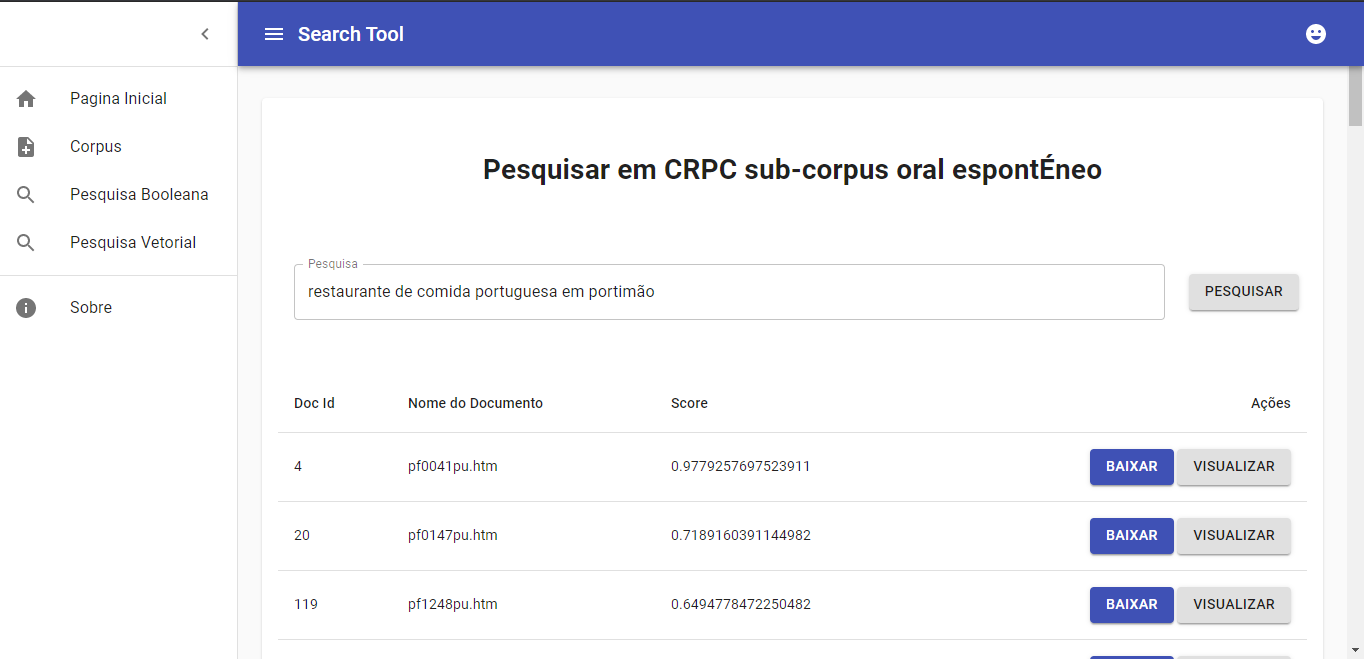 Search Tool
Pagina Inicial
Corpus
Pesquisa Booleana
Pesquisa Vetorial
Sobre
Pesquisar em CRPC sub-corpus oral espontÉneo
Pesquisa
restaurante de comida portuguesa em portimão
PESQUISAR
Doc Id Nome do Documento Score Ações
4 pf0041pu.htm 0.9779257697523911 BAIXAR VISUALIZAR
20 pf0147pu.htm 0.7189160391144982 BAIXAR VISUALIZAR
119 pf1248pu.htm 0.6494778472250482 BAIXAR VISUALIZAR